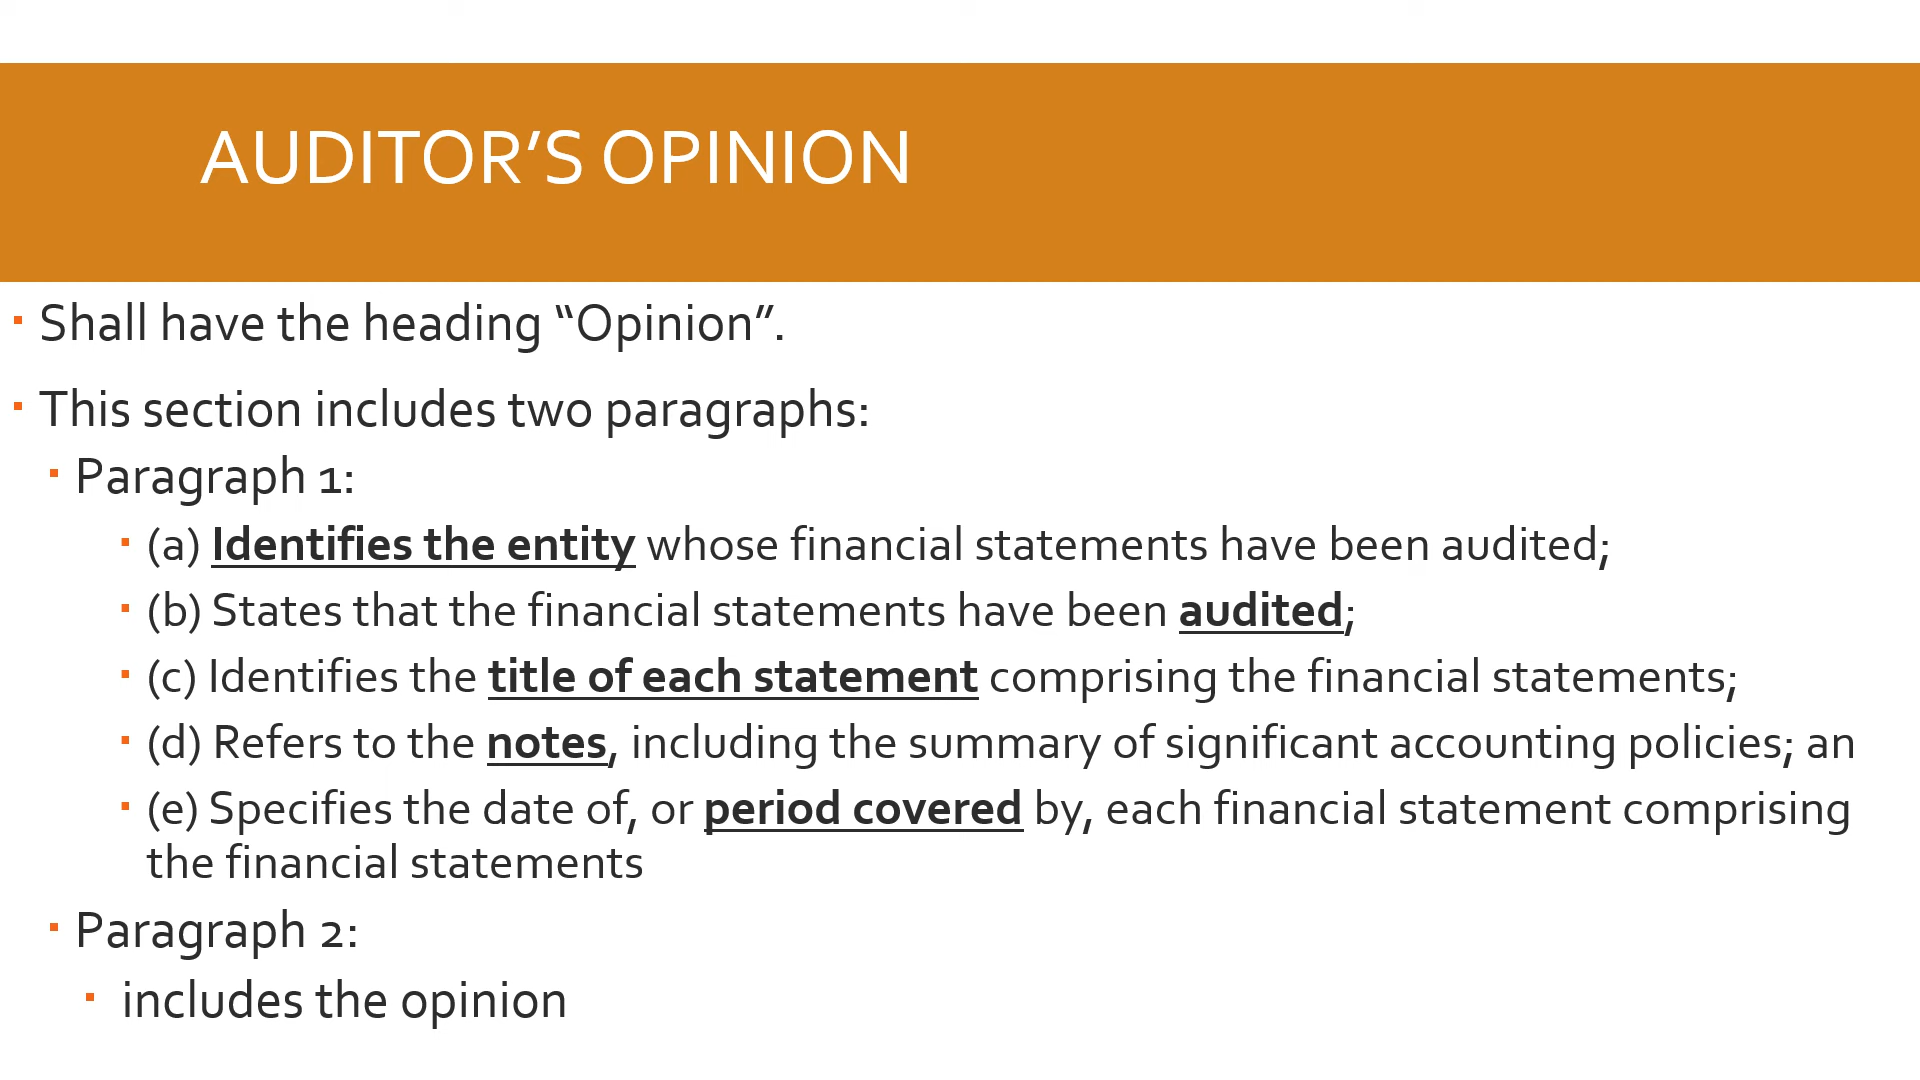 AUDITOR’S OPINION
▪ Shall have the heading “Opinion”.
▪ This section includes two paragraphs:
▪ Paragraph 1:
▪ (a) Identifies the entity whose financial statements have been audited;
▪ (b) States that the financial statements have been audited;
▪ (c) Identifies the title of each statement comprising the financial statements;
▪ (d) Refers to the notes, including the summary of significant accounting policies; an
▪ (e) Specifies the date of, or period covered by, each financial statement comprising
the financial statements
▪ Paragraph 2:
▪ includes the opinion